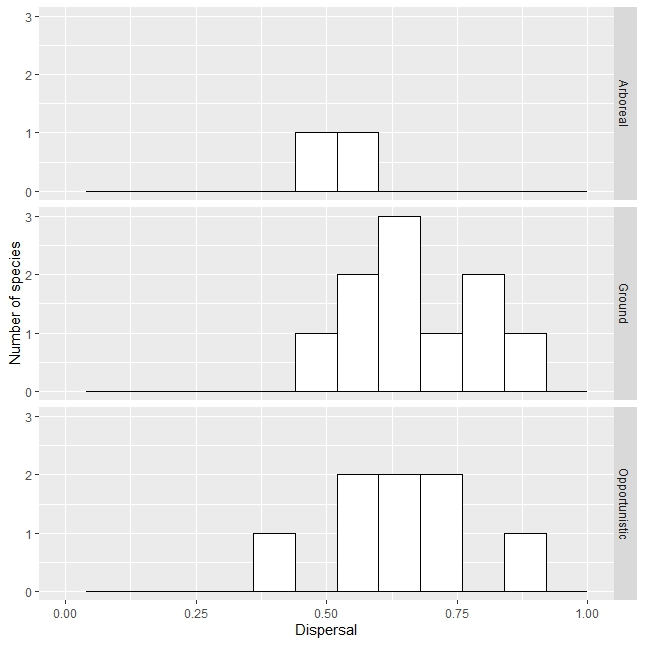 3
2
1
0
Arboreal
3
2
1
0
Ground
3
2
1
0
Opportunistic
Number of species
0.00 0.25 0.50 0.75 1.00
Dispersal